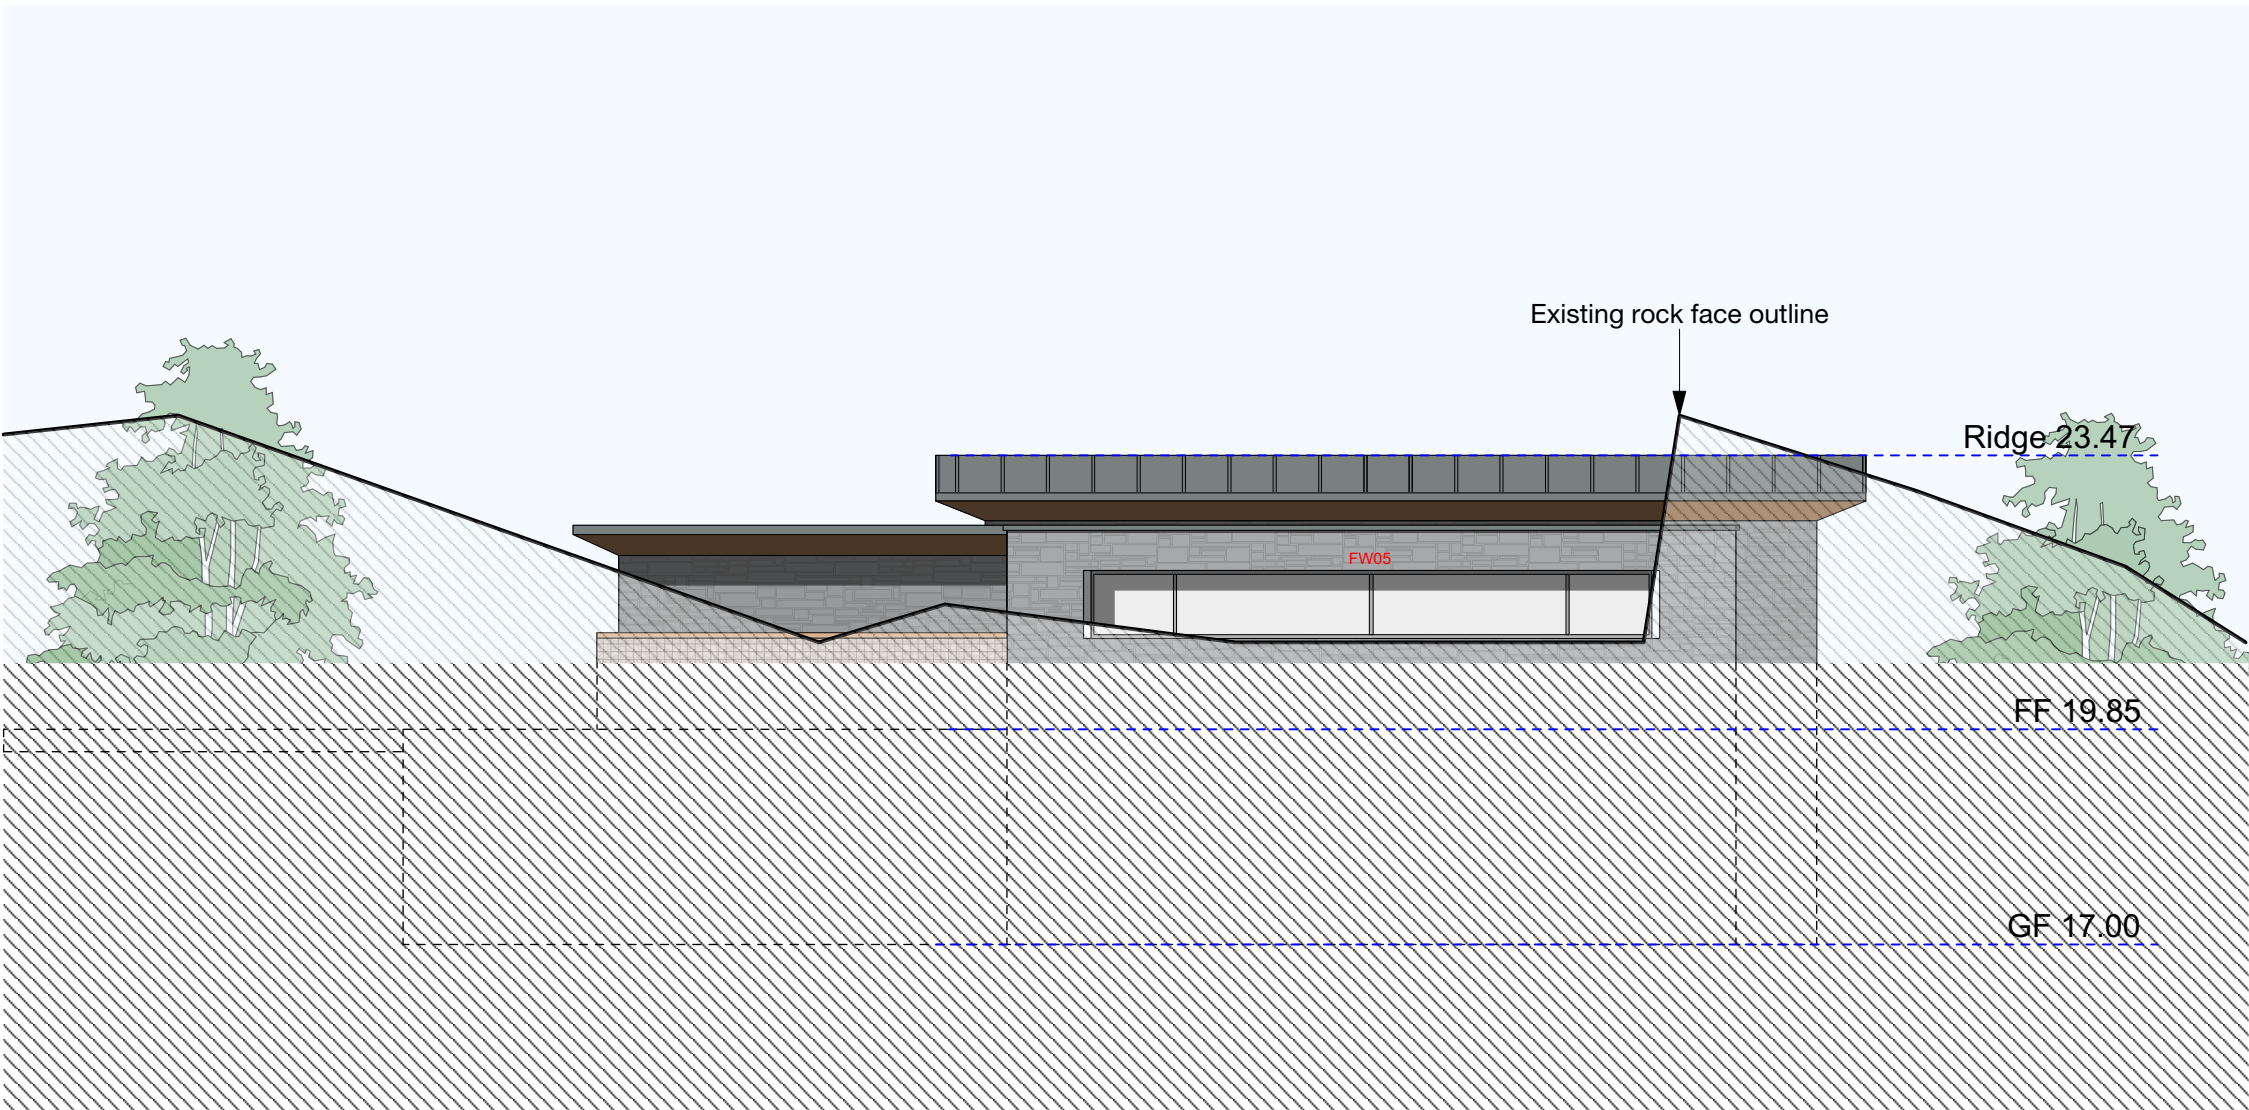 Existing rock face outline
Ridge 23.47
FW05
FF 19.85
GF 17.00